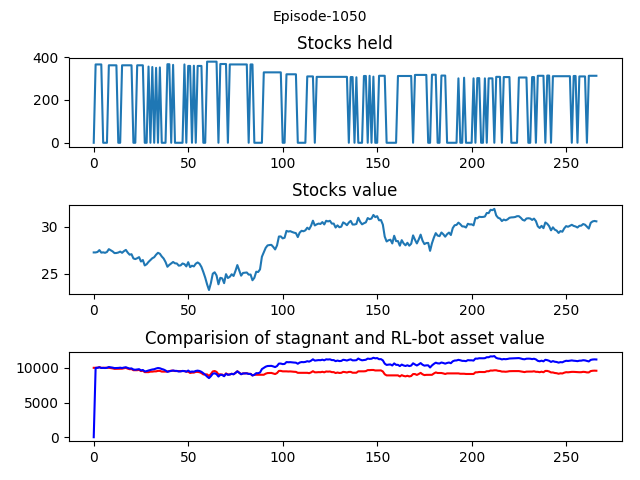 Episode-1050
Stocks held
400
200
0
0 50 100 150 200 250
Stocks value
30
25
0 50 100 150 200 250
Comparision of stagnant and RL-bot asset value
10000
5000
0
0 50 100 150 200 250